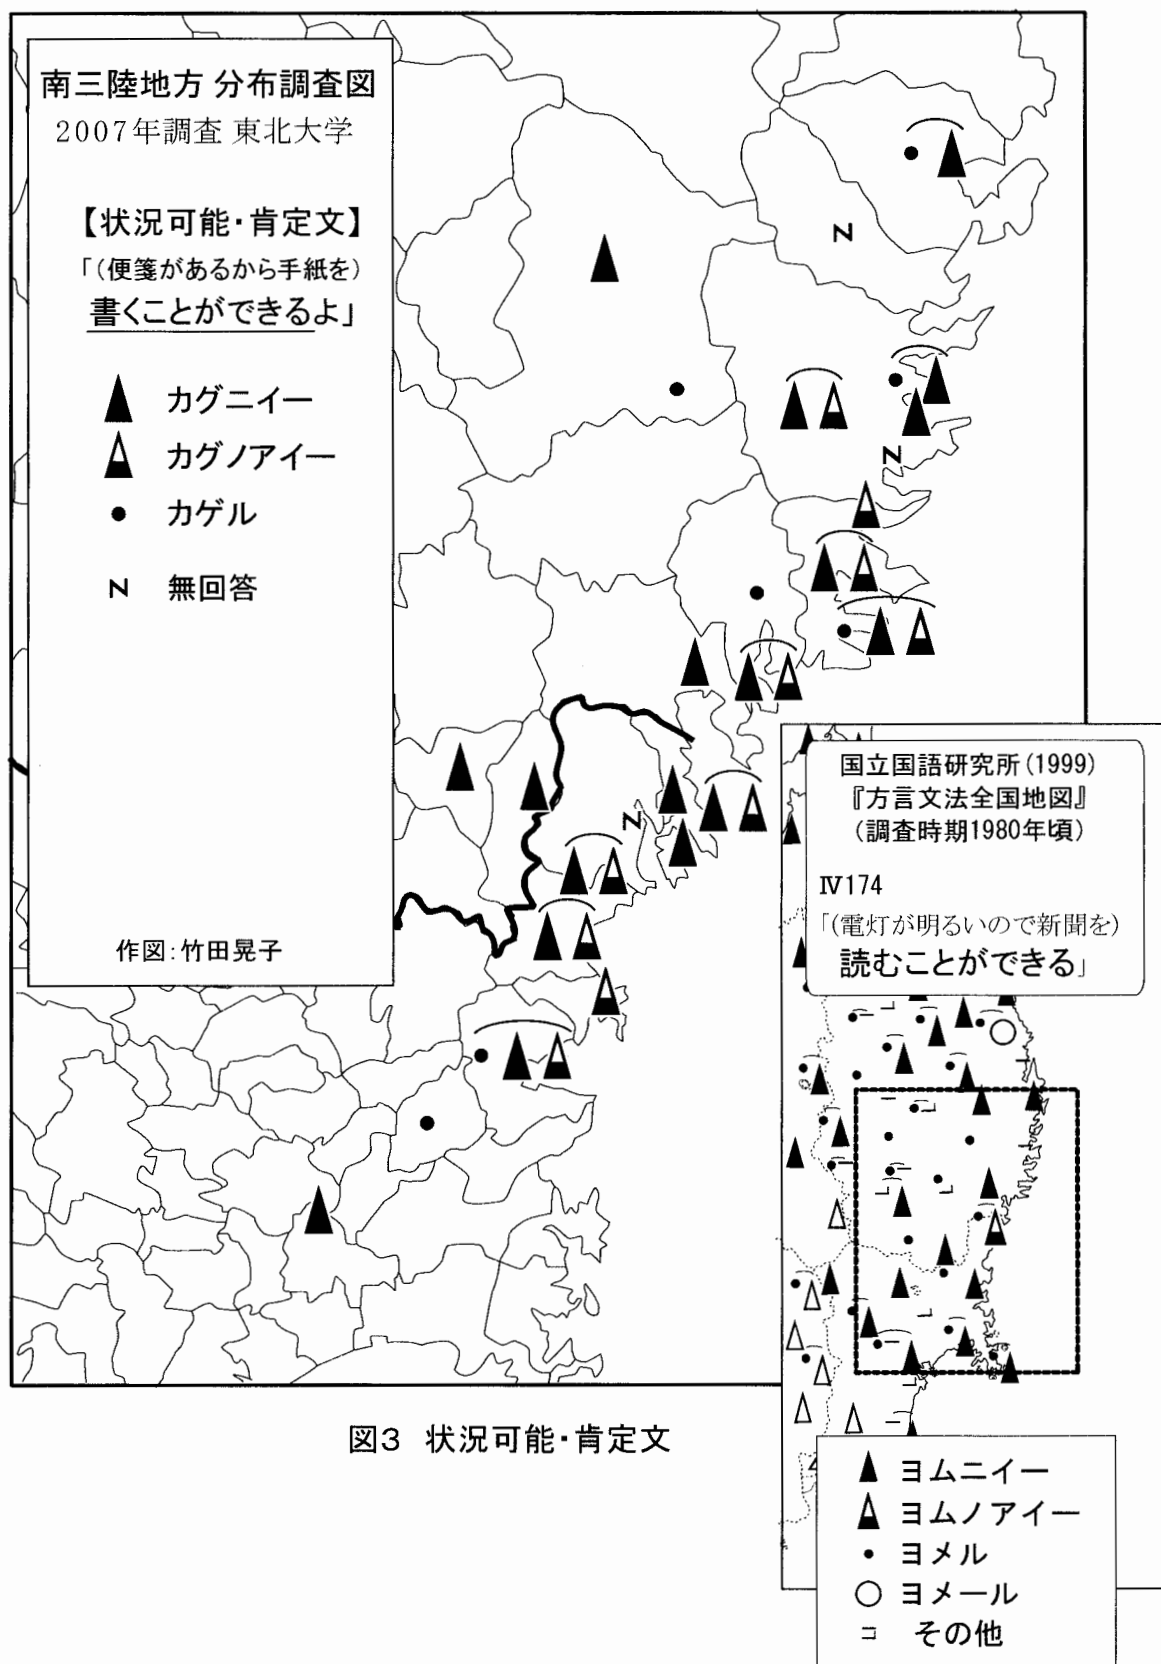 南三陸地方 分布調査図
2007年調査 東北大学
【状況可能・肯定文】
「(便箋があるから手紙を)
書くことができるよ」
カグニイー
カグノアイー
カゲル
N 無回答
作図:竹田晃子
N
N
N
国立国語研究所(1999)
『方言文法全国地図』
(調査時期1980年頃)
Ⅳ174
「(電灯が明るいので新聞を)
読むことができる」
ヨムニイー
ヨムノアイー
ヨメル
ヨメール
その他
図3 状況可能・肯定文